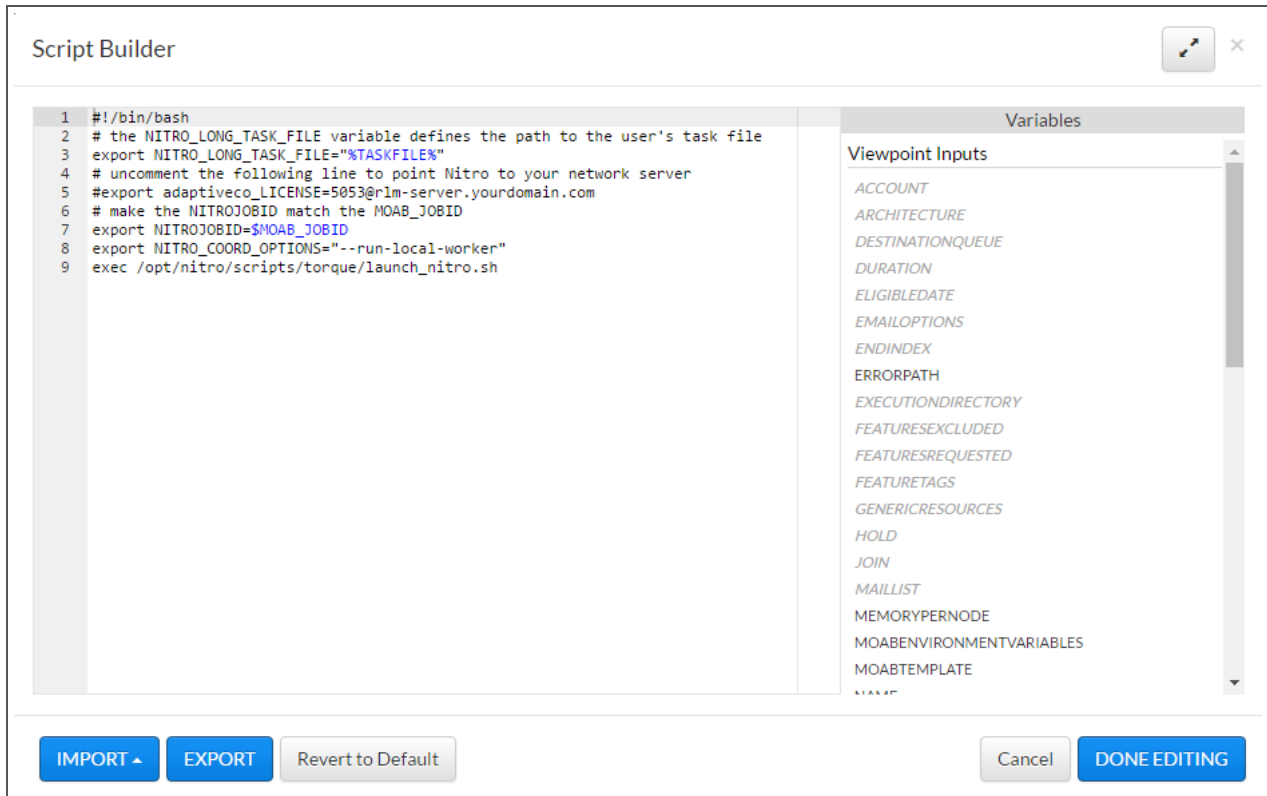 Script Builder
×
1 #!/bin/bash
2 # the NITRO_LONG_TASK_FILE variable defines the path to the user's task file
3 export NITRO_LONG_TASK_FILE="%TASKFILE%"
4 # uncomment the following line to point Nitro to your network server
5 #export adaptiveco_LICENSE=5053@rlm-server.yourdomain.com
6 # make the NITROJOBID match the MOAB_JOBID
7 export NITROJOBID=$MOAB_JOBID
8 export NITRO_COORD_OPTIONS="--run-local-worker"
9 exec /opt/nitro/scripts/torque/launch_nitro.sh
Variables
Viewpoint Inputs
ACCOUNT
ARCHITECTURE
DESTINATIONQUEUE
DURATION
ELIGIBLEDATE
EMAILOPTIONS
ENDINDEX
ERRORPATH
EXECUTIONDIRECTORY
FEATURESEXCLUDED
FEATURESREQUESTED
FEATURETAGS
GENERICRESOURCES
HOLD
JOIN
MAILLIST
MEMORYPERNODE
MOABENVIRONMENTVARIABLES
MOABTEMPLATE
NAME
IMPORT EXPORT Revert to Default Cancel DONE EDITING